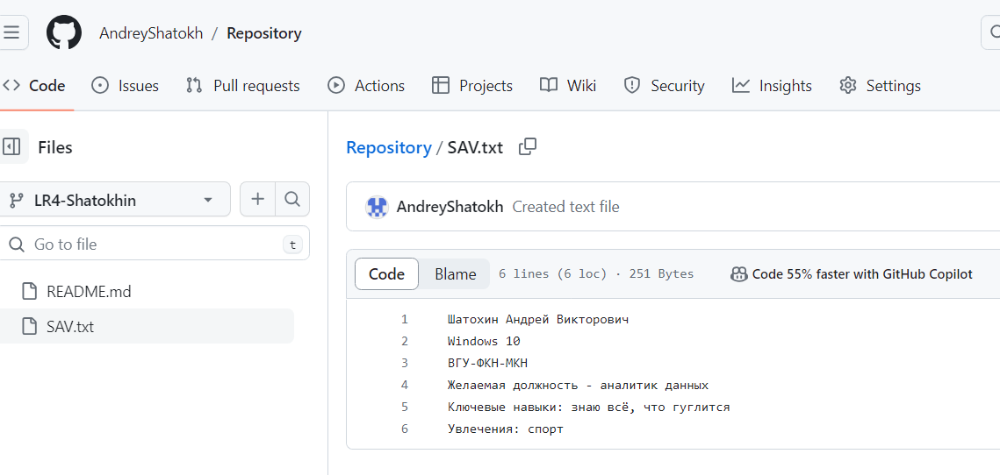 AndreyShatokh / Repository
Code Issues Pull requests Actions Projects Wiki Security Insights Settings
Files
LR4-Shatokhin
Go to file t
README.md
SAV.txt
Repository / SAV.txt
AndreyShatokh Created text file
Code Blame 6 lines (6 loc) · 251 Bytes Code 55% faster with GitHub Copilot
1 Шатохин Андрей Викторович
2 Windows 10
3 ВГУ-ФКН-МКН
4 Желаемая должность - аналитик данных
5 Ключевые навыки: знаю всё, что гуглится
6 Увлечения: спорт